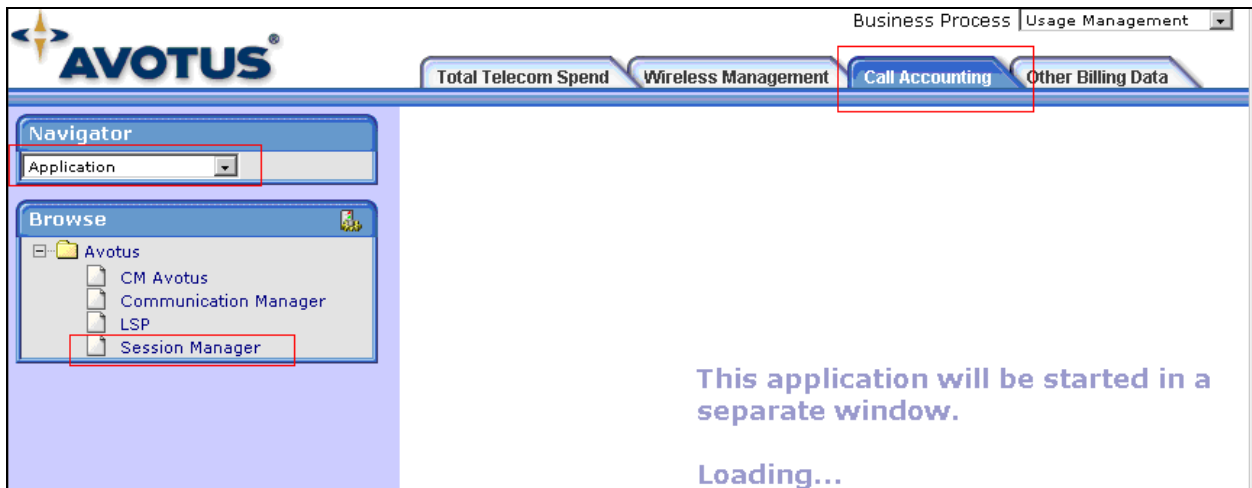 Business Process Usage Management
AVOTUS®
Total Telecom Spend Wireless Management Call Accounting Other Billing Data
Navigator
Application
Browse
Avotus
CM Avotus
Communication Manager
LSP
Session Manager
This application will be started in a
separate window.
Loading...